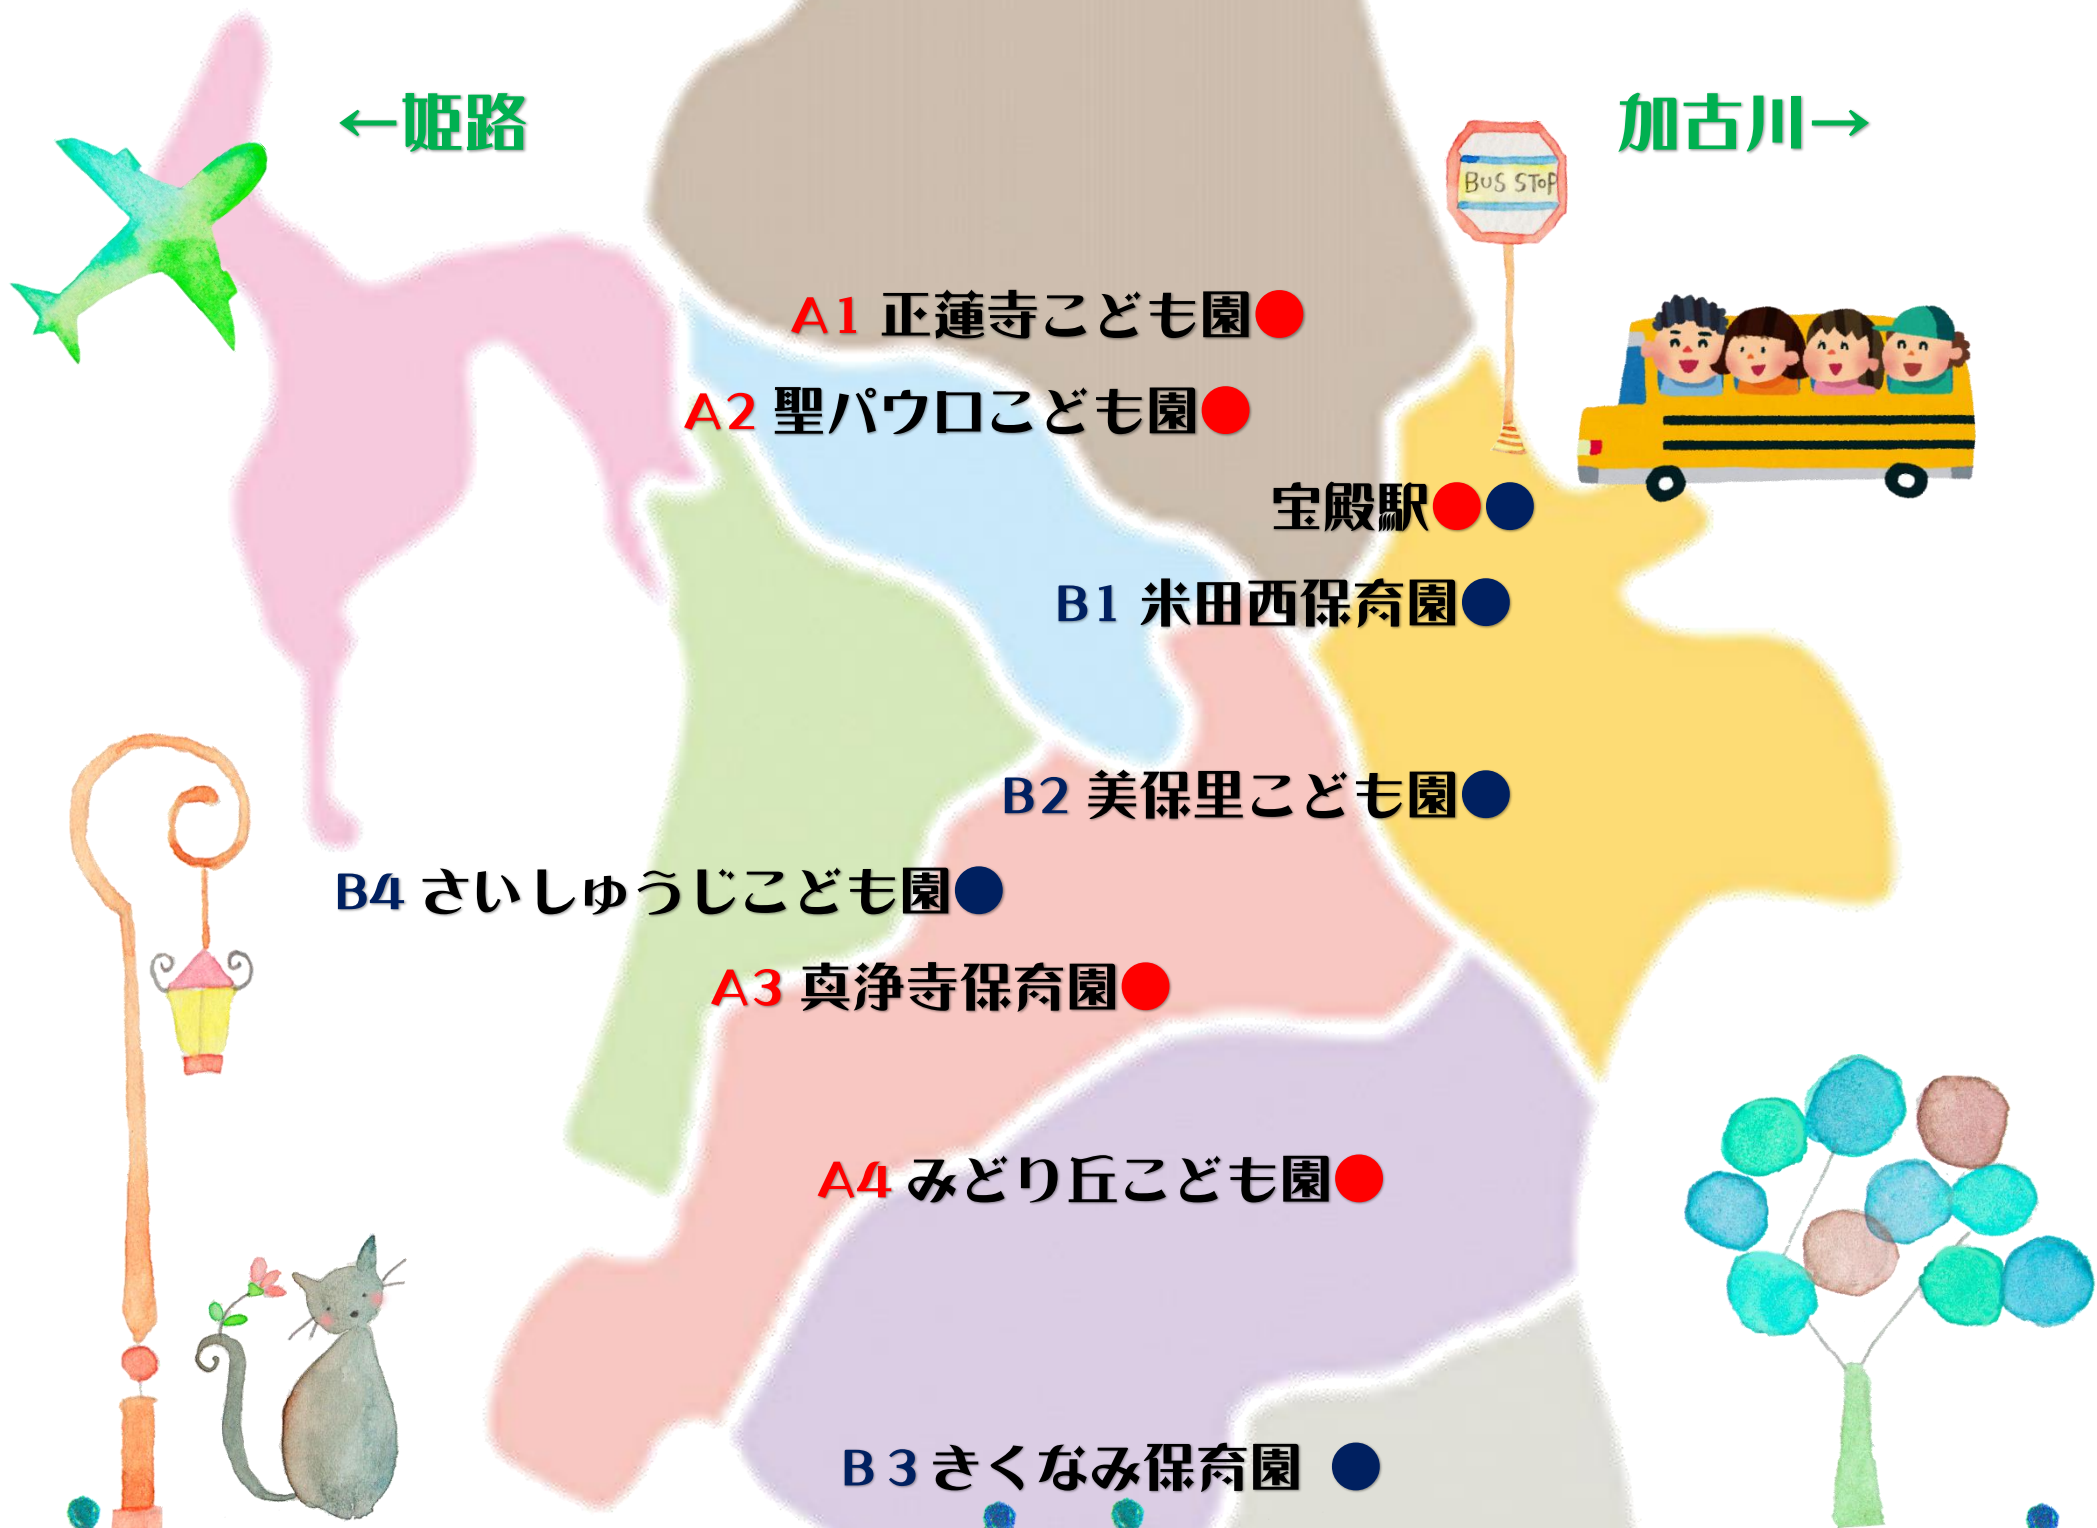 ←姫路
加古川→
BUS STOP
A1 正蓮寺こども園●
A2 聖パウロこども園●
宝殿駅●●
B1 米田西保育園●
B2 美保里こども園●
B4 さいしゅうじこども園●
A3 真浄寺保育園●
A4 みどり丘こども園●
B3 きくなみ保育園 ●